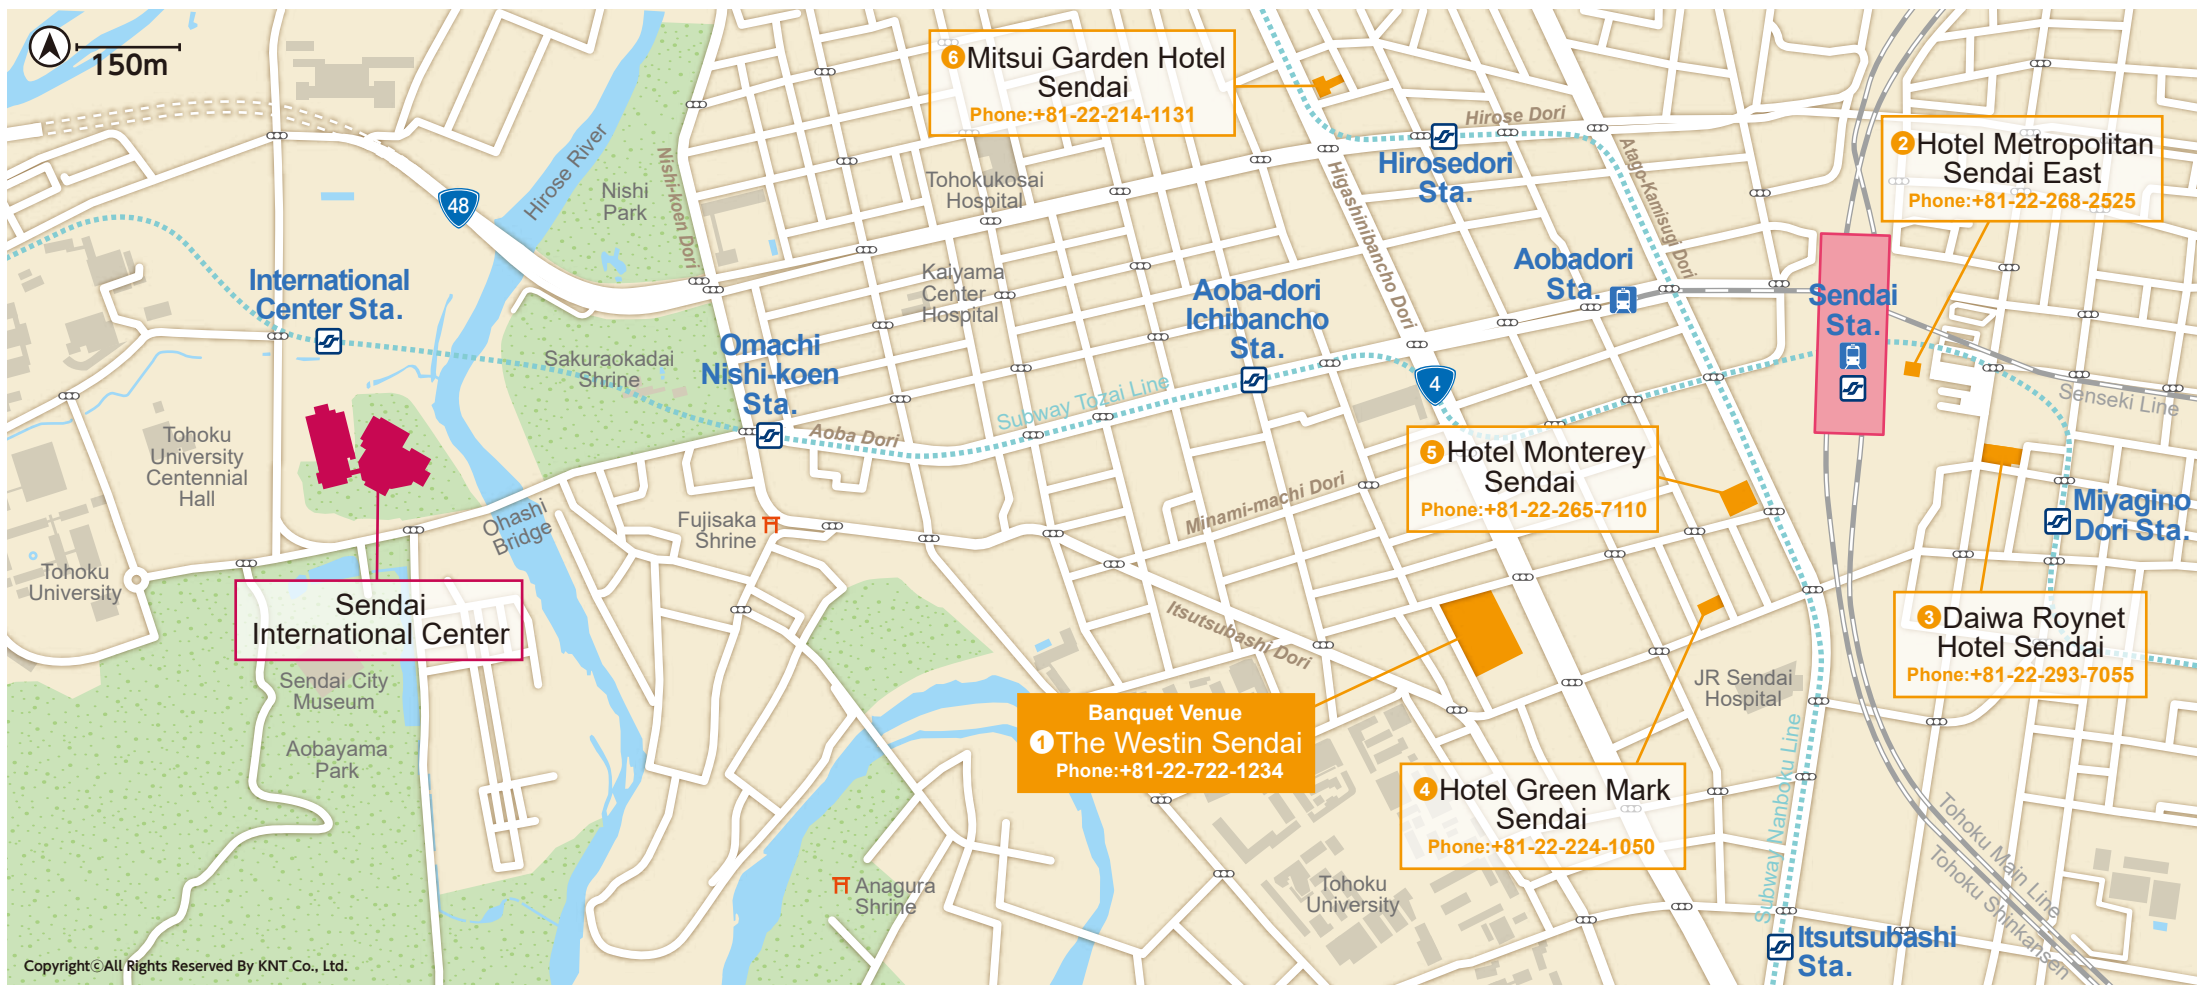 150m
6 Mitsui Garden Hotel
Sendai
Phone:+81-22-214-1131
Hirose Dori
Hirosedori
Sta.
2 Hotel Metropolitan
Sendai East
Phone:+81-22-268-2525
48
Hirose River
Nishi
Park
Nishi-koen Dori
Tohokukosai
Hospital
Higashinibancho Dori
Atago-Kamisugi Dori
International
Center Sta.
Kaiyama
Center
Hospital
Aoba-dori
Ichibancho
Sta.
Aobadori
Sta.
Sendai
Sta.
Sakuraokadai
Shrine
Omachi
Nishi-koen
Sta.
Subway Tozai Line
4
Senseki Line
Aoba Dori
Tohoku
University
Centennial
Hall
5 Hotel Monterey
Sendai
Phone:+81-22-265-7110
Minami-machi Dori
Miyagino
Dori Sta.
Ohashi
Bridge
Fujisaka
Shrine
Tohoku
University
Sendai
International Center
Itsutsubashi Dori
3 Daiwa Roynet
Hotel Sendai
Phone:+81-22-293-7055
Sendai City
Museum
JR Sendai
Hospital
Aobayama
Park
Banquet Venue
1 The Westin Sendai
Phone:+81-22-722-1234
4 Hotel Green Mark
Sendai
Phone:+81-22-224-1050
Subway Nanboku Line
Tohoku Main Line
Tohoku Shinkansen
Anagura
Shrine
Tohoku
University
Itsutsubashi
Sta.
Copyright©All Rights Reserved By KNT Co., Ltd.